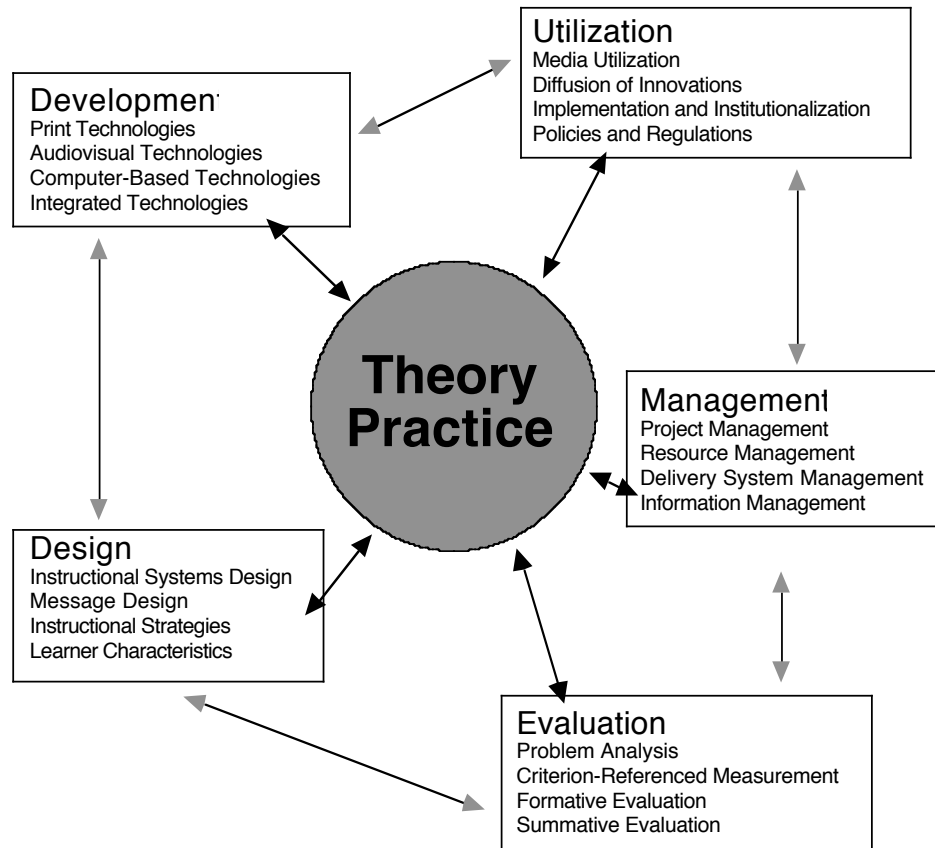 Utilization
Media Utilization
Diffusion of Innovations
Implementation and Institutionalization
Policies and Regulations
Development
Print Technologies
Audiovisual Technologies
Computer-Based Technologies
Integrated Technologies
Theory
Practice
Management
Project Management
Resource Management
Delivery System Management
Information Management
Design
Instructional Systems Design
Message Design
Instructional Strategies
Learner Characteristics
Evaluation
Problem Analysis
Criterion-Referenced Measurement
Formative Evaluation
Summative Evaluation